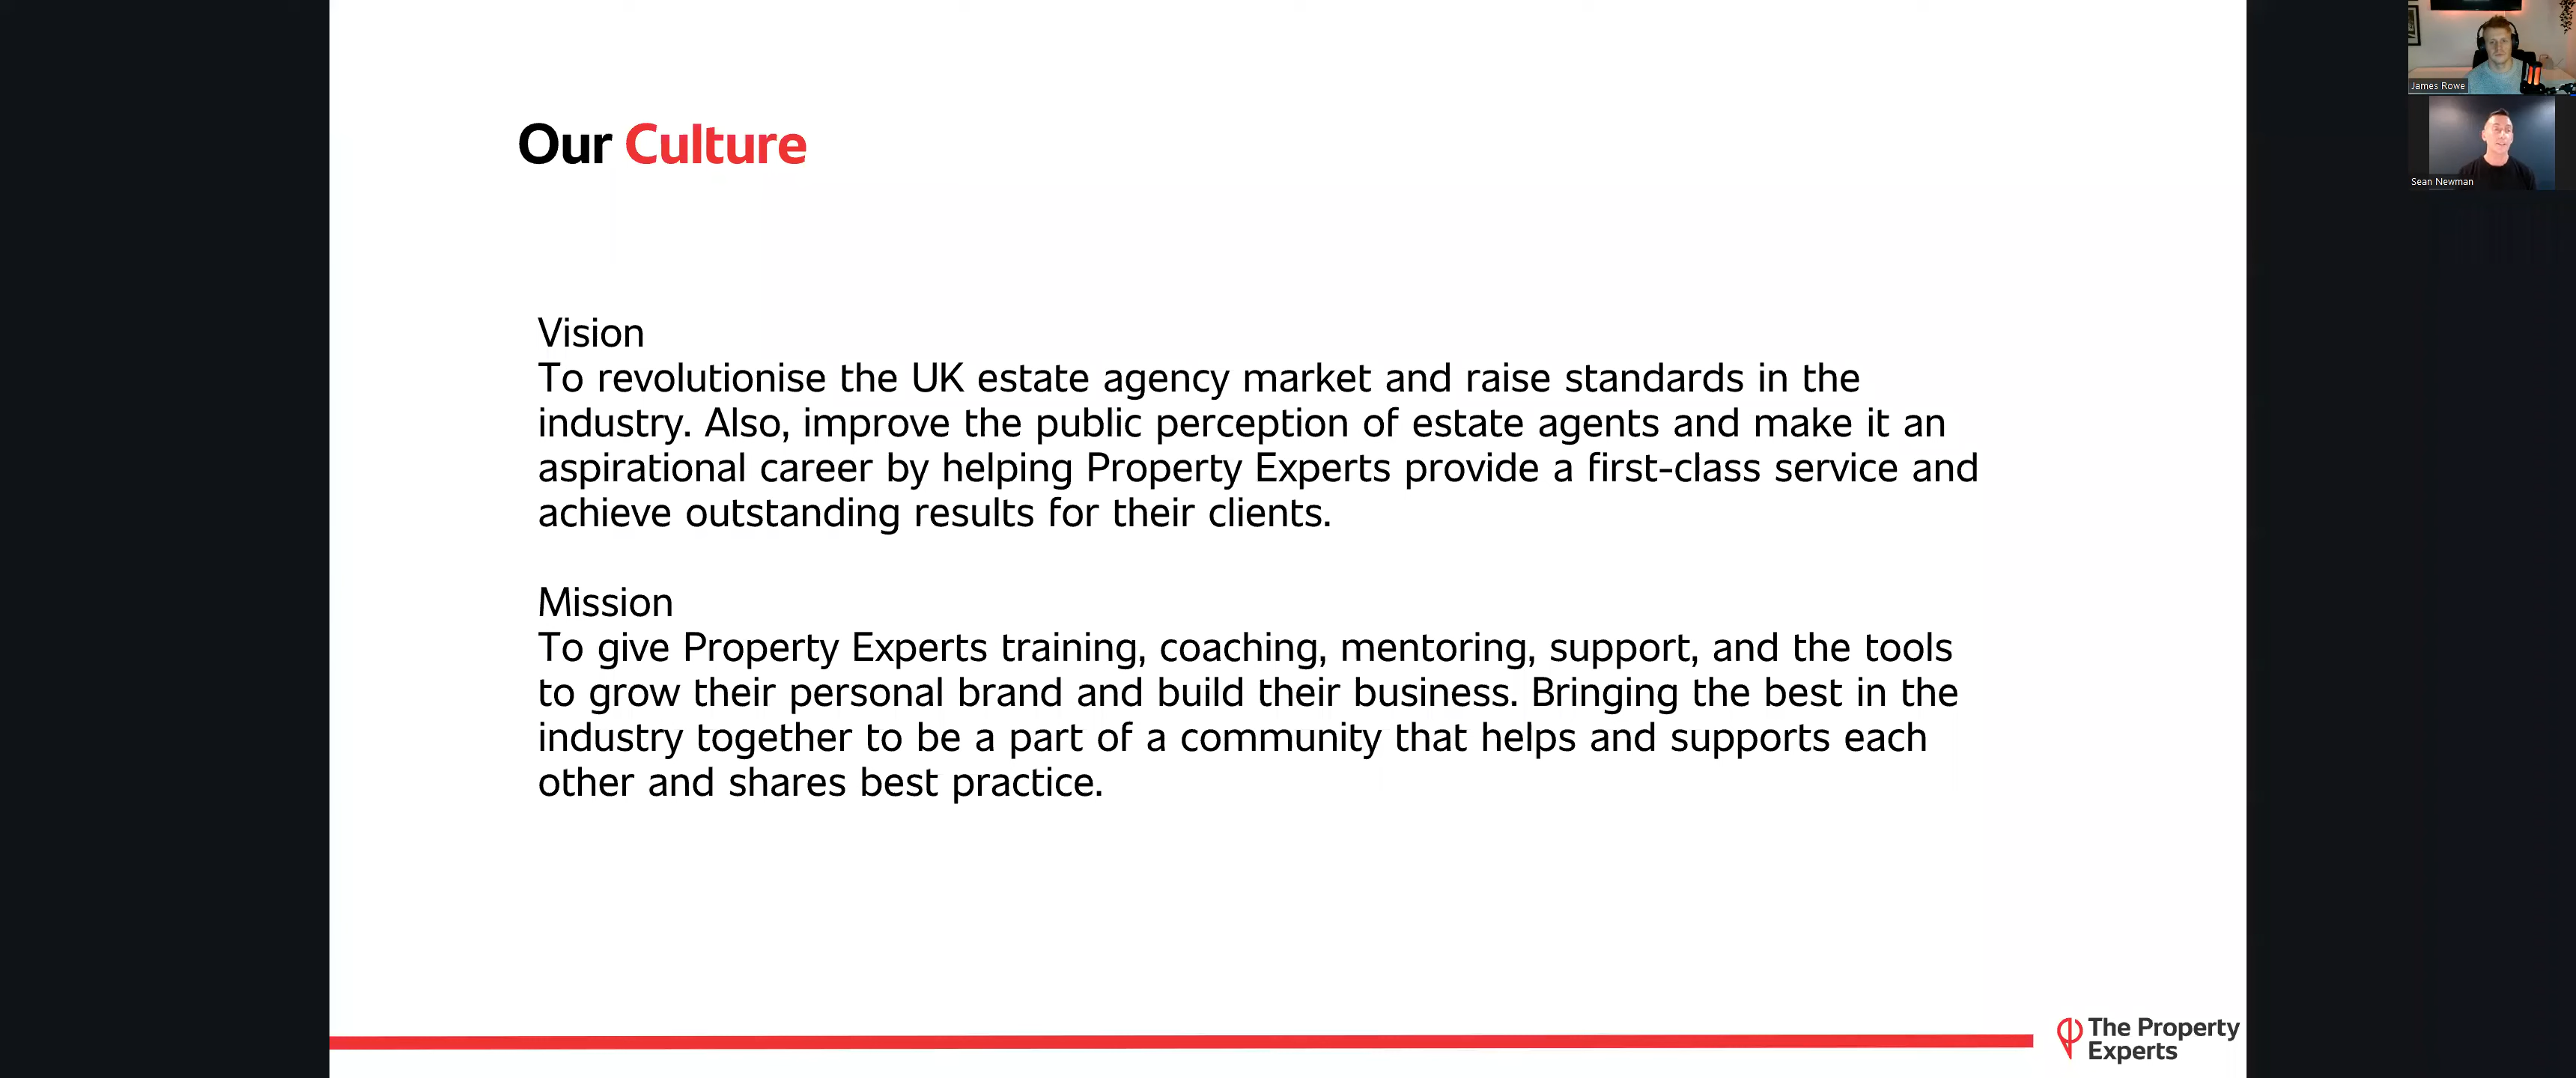 Our Culture
James Rowe
Sean Newman
Vision
To revolutionise the UK estate agency market and raise standards in the
industry. Also, improve the public perception of estate agents and make it an
aspirational career by helping Property Experts provide a first-class service and
achieve outstanding results for their clients.
Mission
To give Property Experts training, coaching, mentoring, support, and the tools
to grow their personal brand and build their business. Bringing the best in the
industry together to be a part of a community that helps and supports each
other and shares best practice.
The Property
Experts